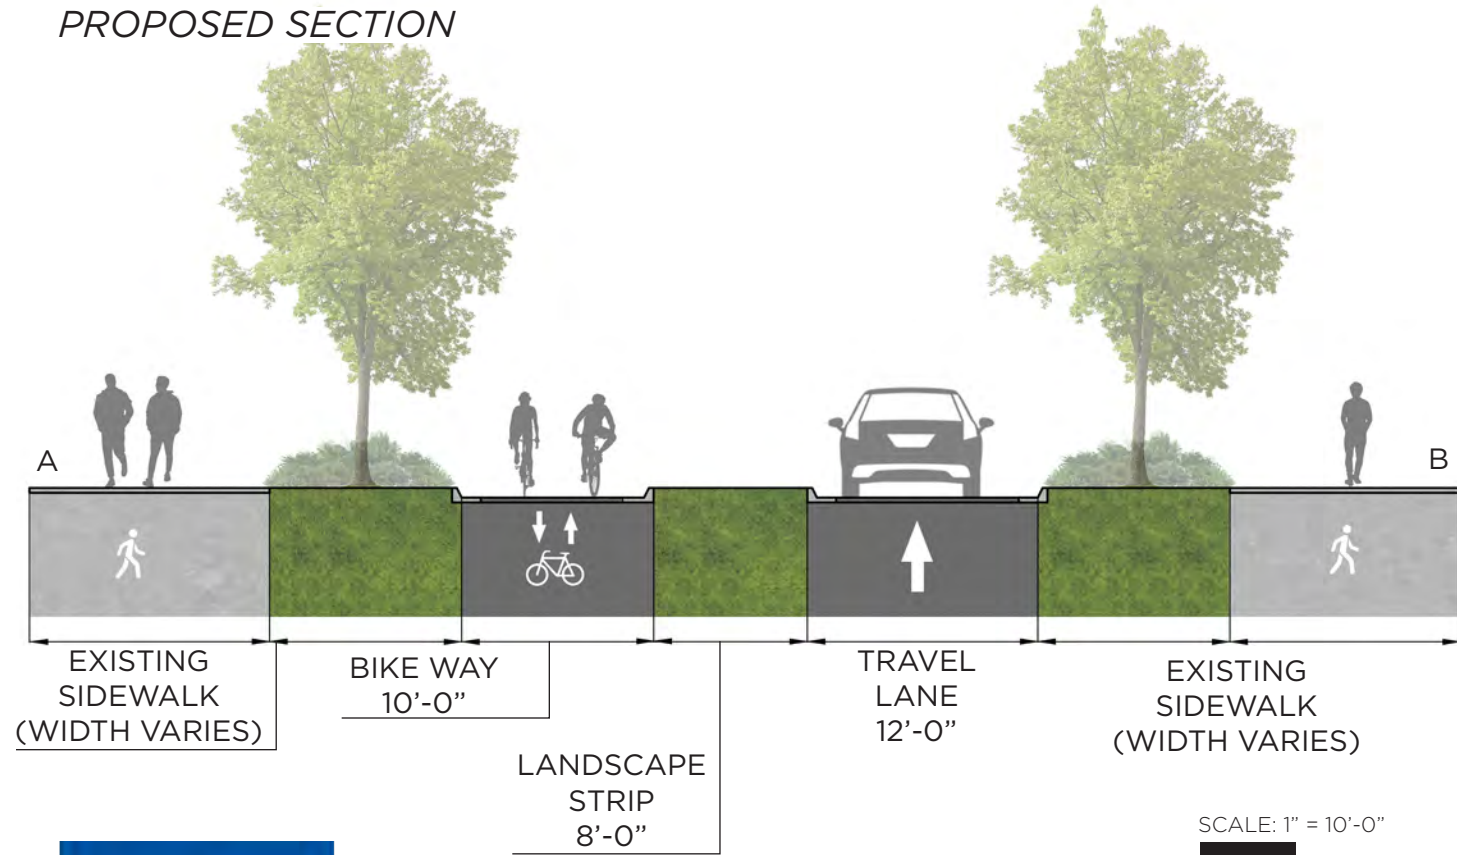 PROPOSED SECTION
A
B
EXISTING
SIDEWALK
(WIDTH VARIES)
BIKE WAY
10’-0”
LANDSCAPE
STRIP
8’-0”
TRAVEL
LANE
12’-0”
EXISTING
SIDEWALK
(WIDTH VARIES)
SCALE: 1” = 10’-0”